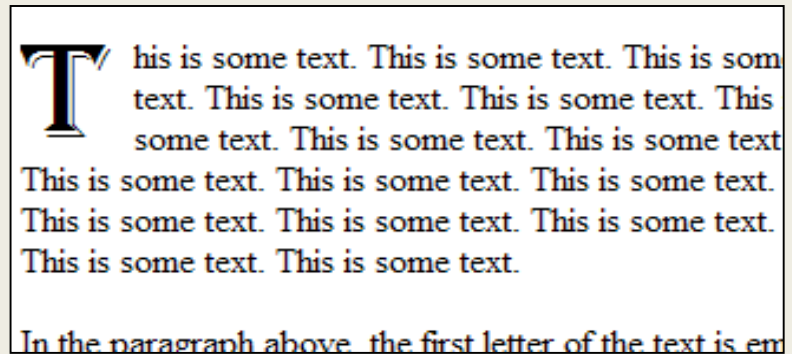 This is some text. This is some text. This is som
text. This is some text. This is some text. This
some text. This is some text. This is some text
This is some text. This is some text. This is some text.
This is some text. This is some text. This is some text.
This is some text. This is some text.
In the paragraph above, the first letter of the text is em